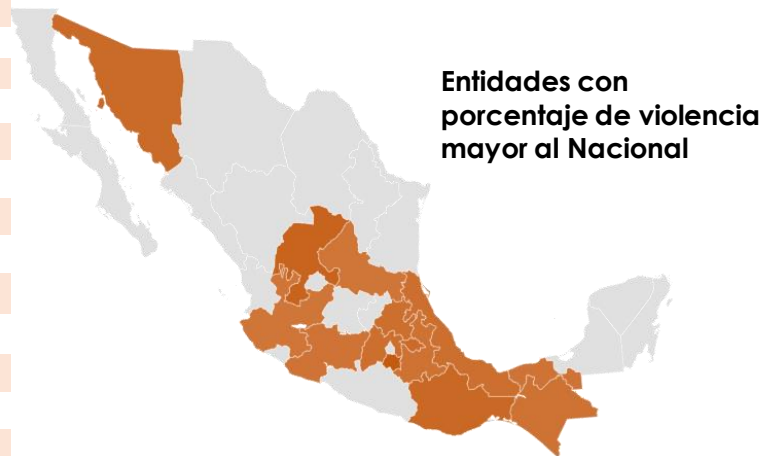 Entidades con
porcentaje de violencia
mayor al Nacional